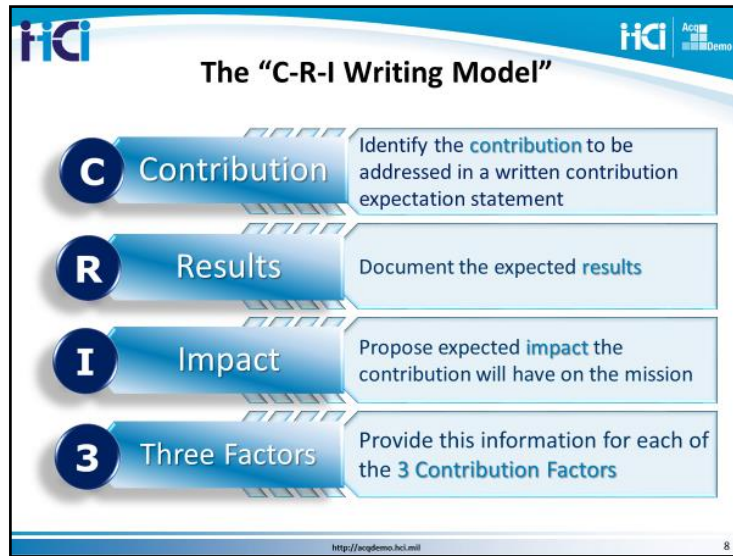 HCi
HCi
Acq
Demo
The “C-R-I Writing Model”
C
Contribution
Identify the contribution to be
addressed in a written contribution
expectation statement
R
Results
Document the expected results
I
Impact
Propose expected impact the
contribution will have on the mission
3
Three Factors
Provide this information for each of
the 3 Contribution Factors
http://acqdemo.hci.mil
8